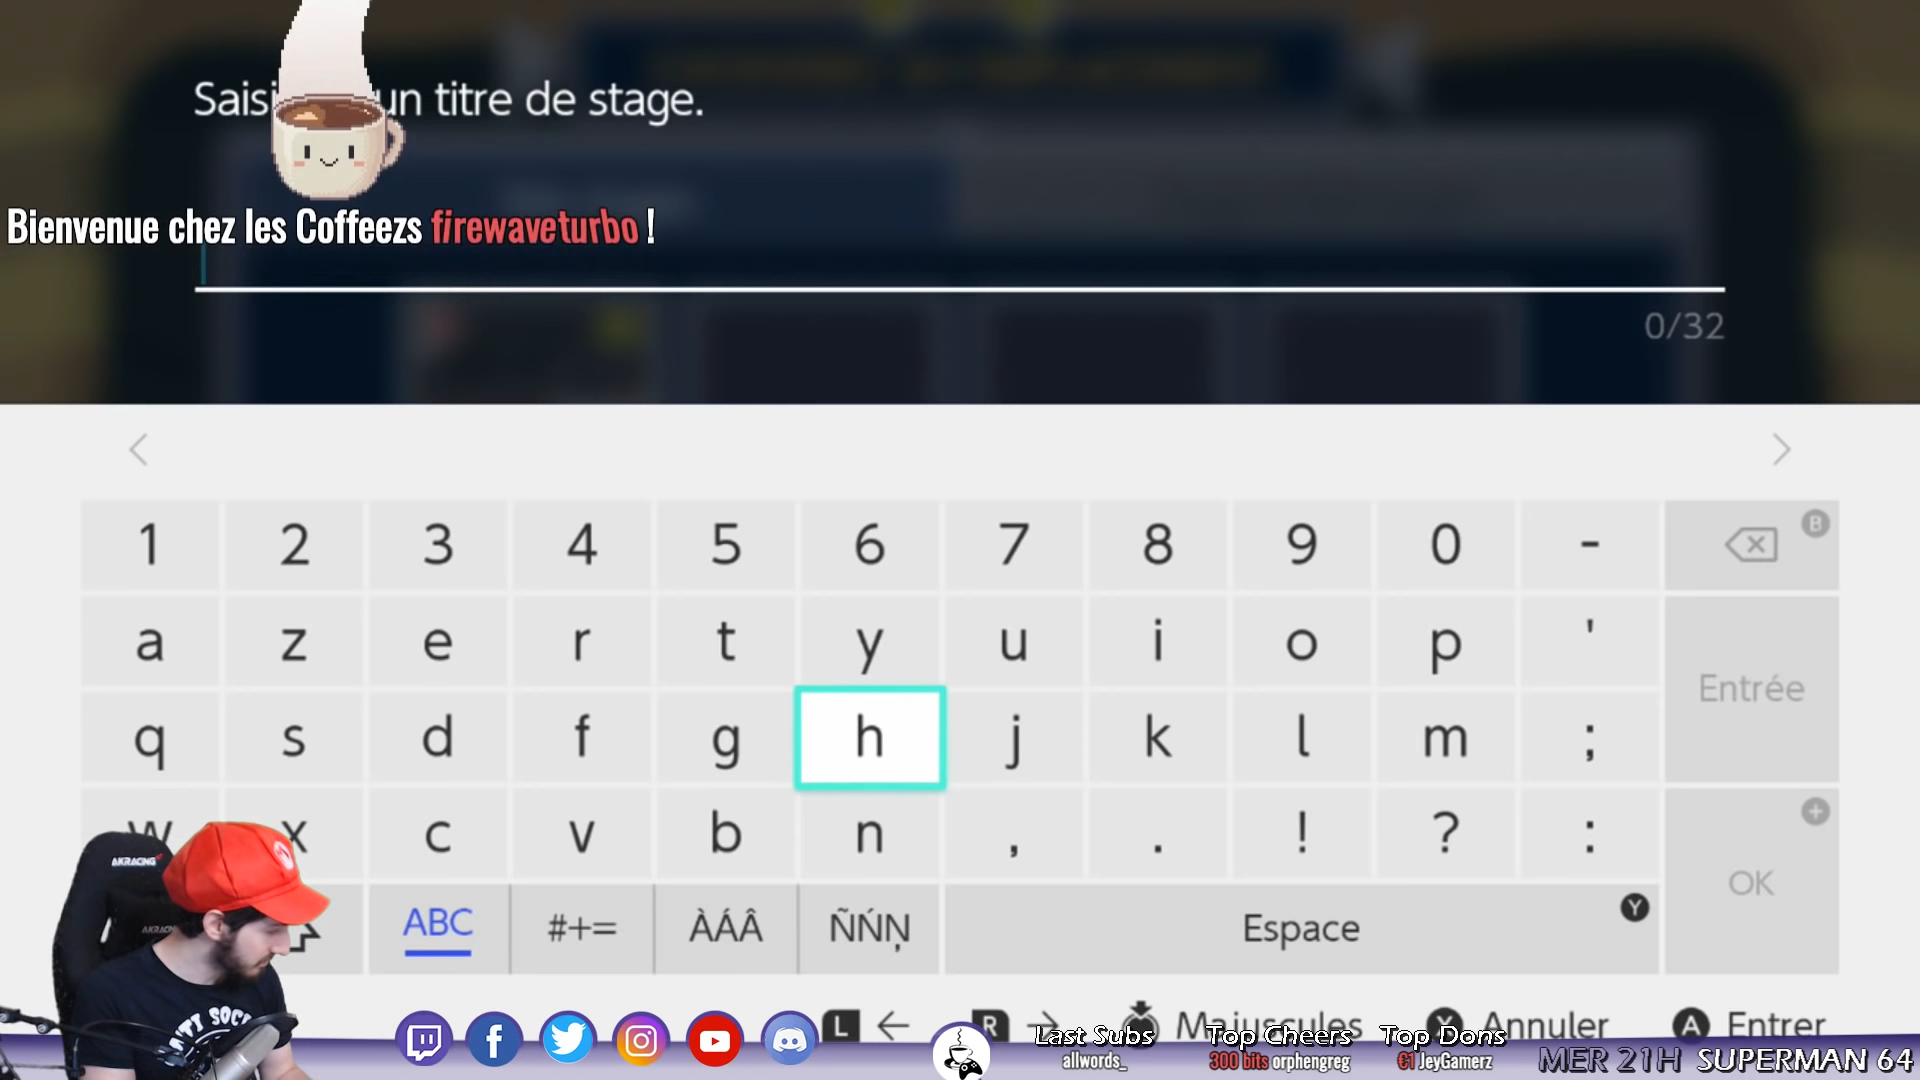 Saisi un titre de stage.
Bienvenue chez les Coffeezs firewaveturbo !
0/32
1 2 3 4 5 6 7 8 9 0 - B
a z e r t y u i o p '
Entrée
q s d f g h j k l m ;
w x c v b n , . ! ? : +
OK
ABC #+= ÀÁÂ ÑŃŅ Espace Y
AKRACING
L ← R → Majuscules X Annuler A Entrer
Last Subs Top Cheers Top Dons
allwords_ 300 bits orphengreg €1 JeyGamerz
MER 21H SUPERMAN 64